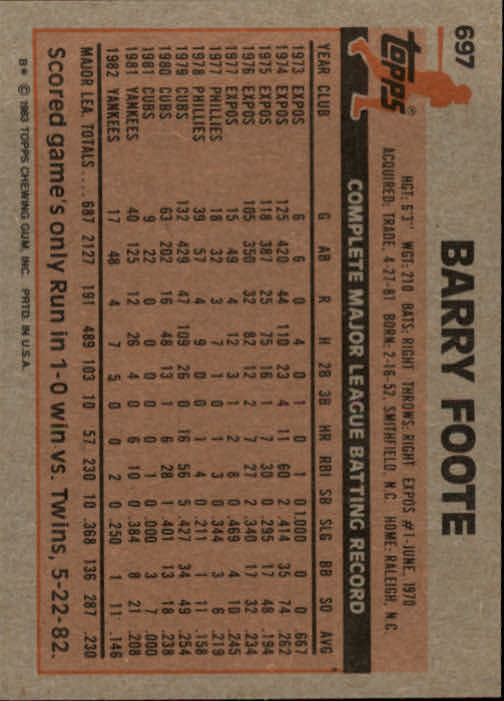 697
topps®
BARRY FOOTE
HGT: 6'3" WGT: 210 BATS: RIGHT THROWS: RIGHT EXPOS #1-JUNE, 1970
ACQUIRED: TRADE, 4-27-81 BORN: 2-16-52, SMITHFIELD, N.C. HOME: RALEIGH, N.C.
COMPLETE MAJOR LEAGUE BATTING RECORD
YEAR CLUB G AB R H 2B 3B HR RBI SB SLG BB SO AVG
1973 EXPOS 6 6 0 4 0 1 0 1 0 1.000 0 0 .667
1974 EXPOS 125 420 44 110 23 4 11 60 2 .414 35 74 .262
1975 EXPOS 118 387 25 75 16 1 7 30 0 .295 17 48 .194
1976 EXPOS 105 350 32 82 12 2 7 27 2 .340 17 32 .234
1977 EXPOS 15 49 4 12 3 1 2 8 0 .469 4 10 .245
1977 PHILLIES 18 32 3 7 1 0 1 3 0 .344 3 6 .219
1978 PHILLIES 39 57 4 9 0 0 1 4 0 .211 1 11 .158
1979 CUBS 132 429 47 109 26 0 16 56 5 .427 34 49 .254
1980 CUBS 63 202 16 48 13 1 6 28 1 .401 13 18 .238
1981 CUBS 9 22 0 0 0 0 0 1 0 .000 3 7 .000
1981 YANKEES 40 125 12 26 4 0 6 10 0 .384 8 21 .208
1982 YANKEES 17 48 4 7 5 0 0 2 0 .250 1 11 .146
MAJOR LEA. TOTALS .... 687 2127 191 489 103 10 57 230 10 .368 136 287 .230
Scored game's only Run in 1-0 win vs. Twins, 5-22-82.
B* © 1983 TOPPS CHEWING GUM, INC. PRTD. IN U.S.A.